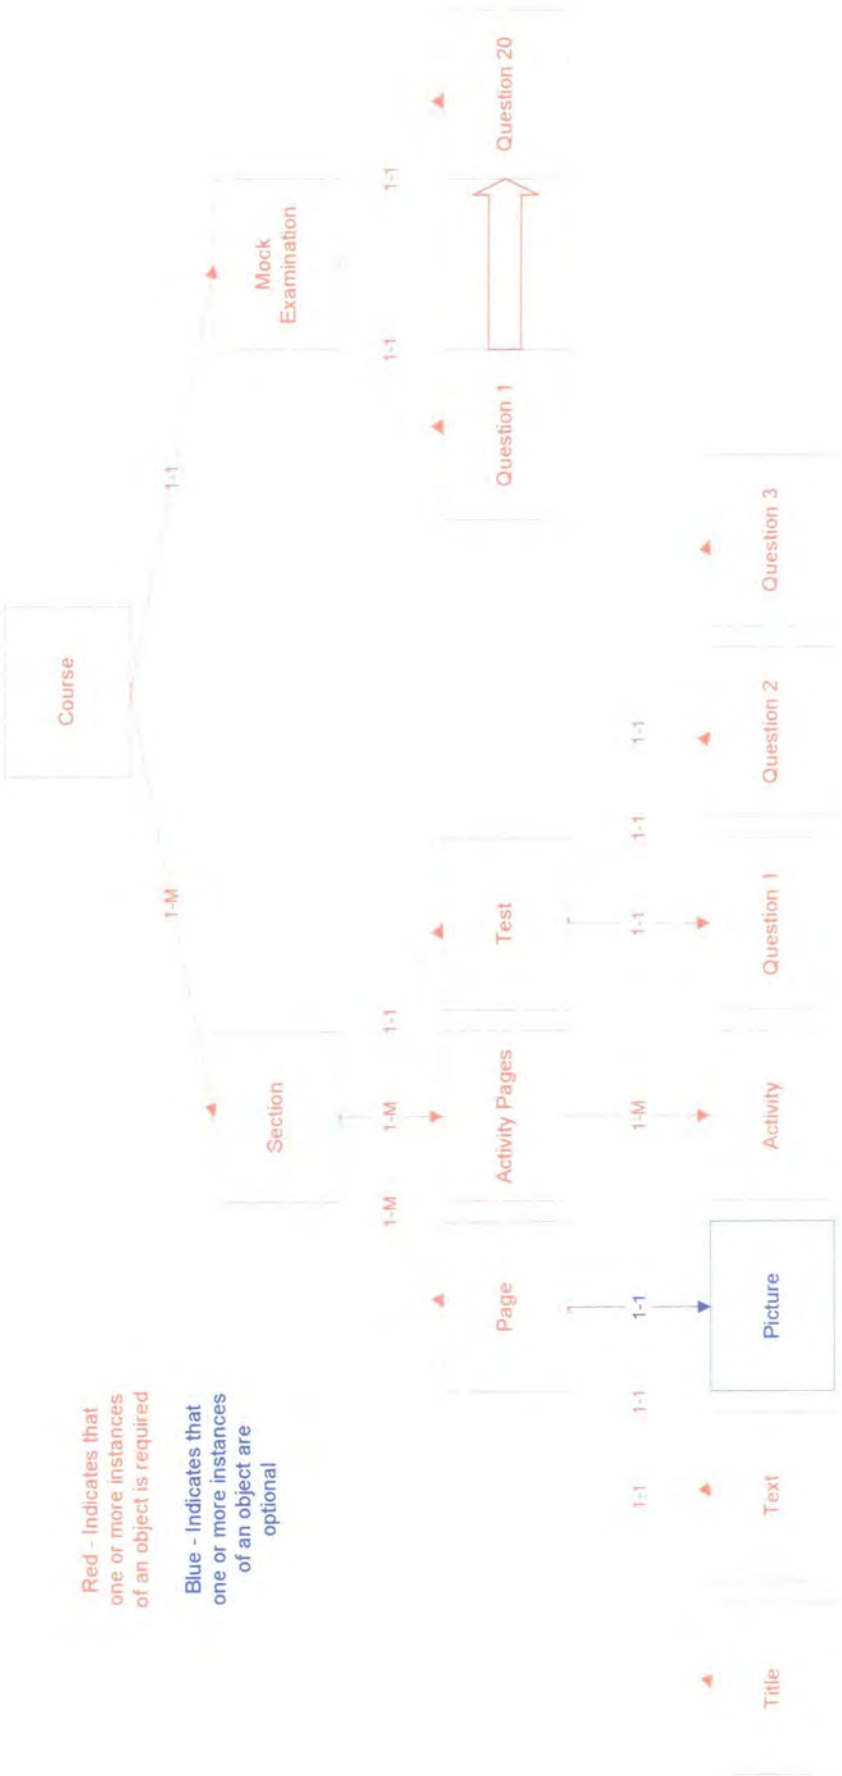 Course
1-M
1-1
Red - Indicates that
one or more instances
of an object is required
Blue - Indicates that
one or more instances
of an object are
optional
Section
Mock
Examination
1-M
1-M
1-1
1-1
1-1
Page
Activity Pages
Test
Question 1
Question 20
1-1
1-1
1-1
1-M
1-1
1-1
1-1
Title
Text
Picture
Activity
Question 1
Question 2
Question 3